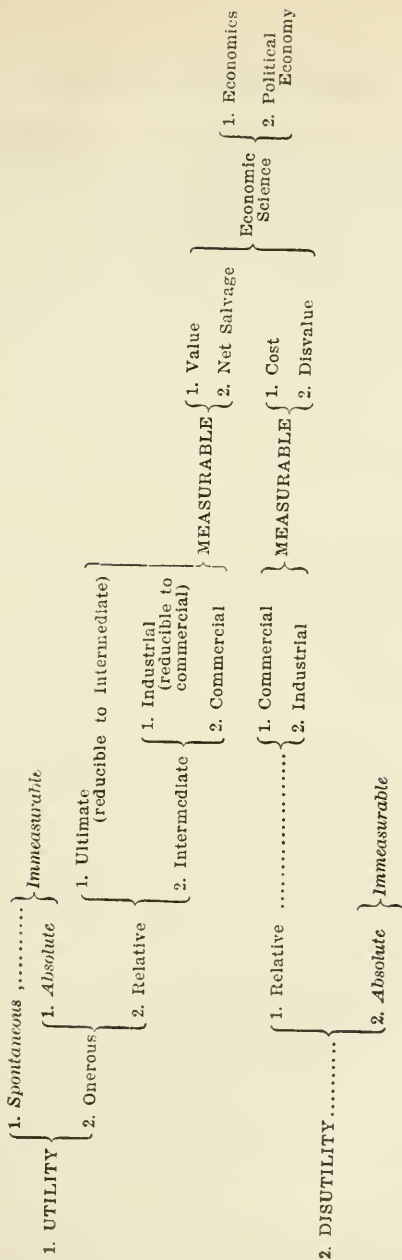 1. UTILITY
1. Spontaneous ,..........
2. Onerous
1. Absolute
Immeasurable
2. Relative
1. Ultimate
(reducible to Intermediate)
2. Intermediate
1. Industrial
(reducible to
commercial)
2. Commercial
MEASURABLE
1. Value
2. Net Salvage
2. DISUTILITY..........
1. Relative ....................
1. Commercial
2. Industrial
MEASURABLE
1. Cost
2. Disvalue
2. Absolute
Immeasurable
Economic
Science
1. Economics
2. Political
Economy